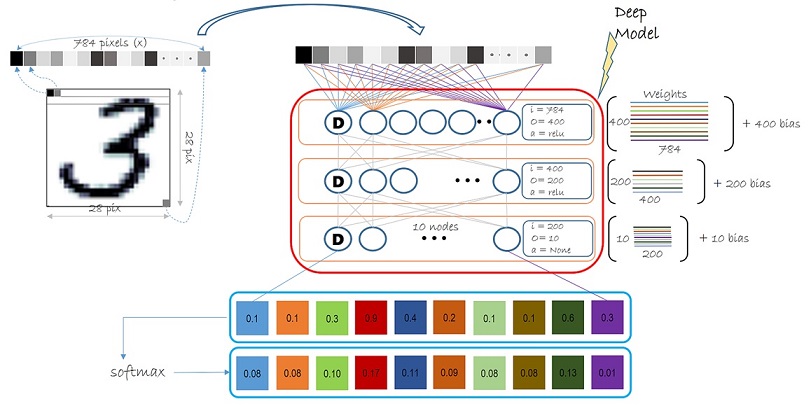 784 pixels (x)
28 pix
28 pix
Deep
Model
D
i = 784
o = 400
a = relu
Weights
400
784
+ 400 bias
D
i = 400
o = 200
a = relu
200
400
+ 200 bias
D
10 nodes
i = 200
o = 10
a = None
10
200
+ 10 bias
0.1 0.1 0.3 0.9 0.4 0.2 0.1 0.1 0.6 0.3
softmax
0.08 0.08 0.10 0.17 0.11 0.09 0.08 0.08 0.13 0.01